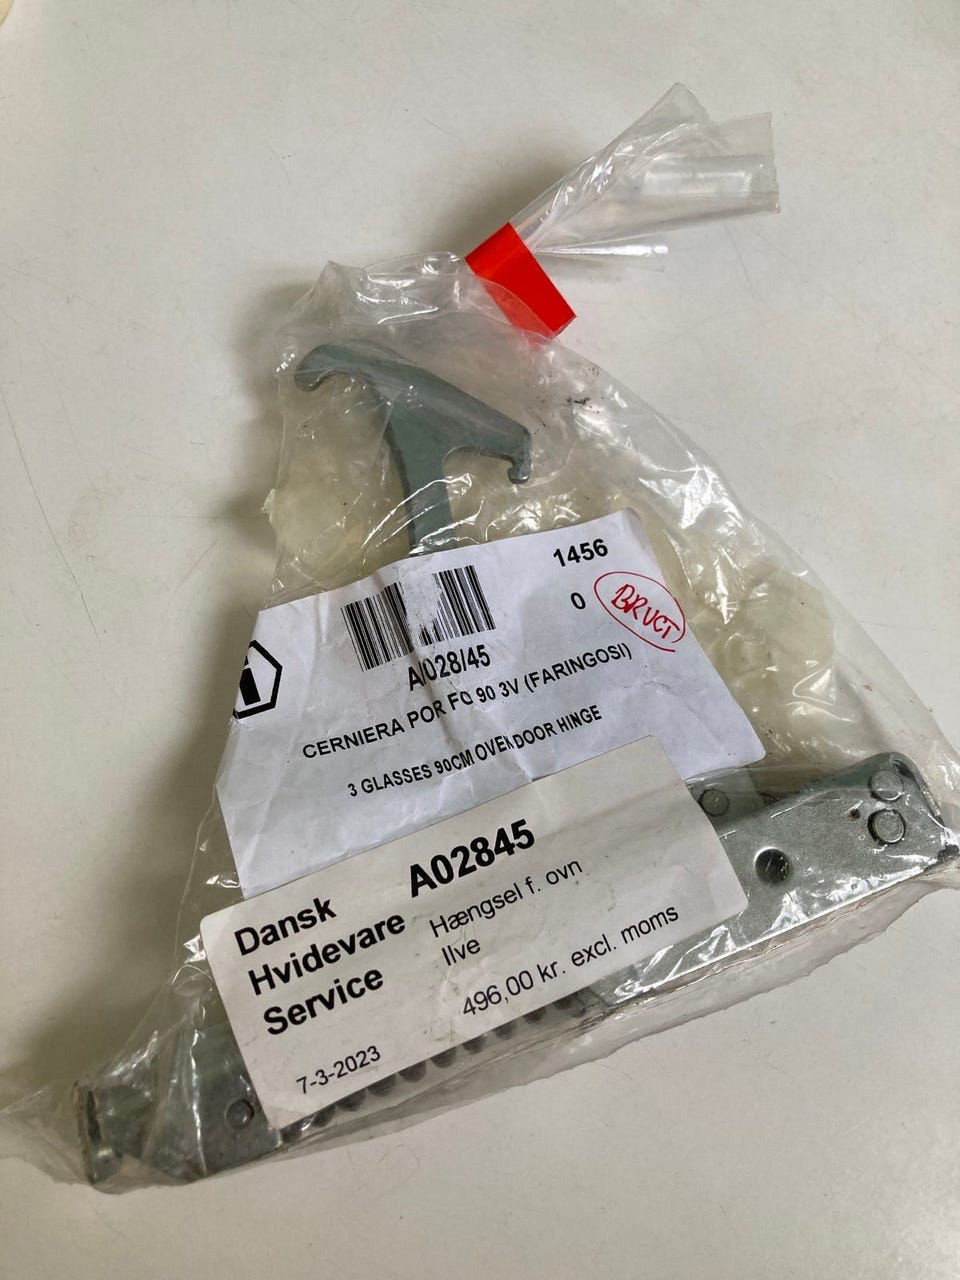 1456
0
BRUGT
A/028/45
CERNIERA POR FO 90 3V (FARINGOSI)
3 GLASSES 90CM OVEN DOOR HINGE
Dansk
Hvidevare
Service
A02845
Hængsel f. ovn
Ilve
496,00 kr. excl. moms
7-3-2023